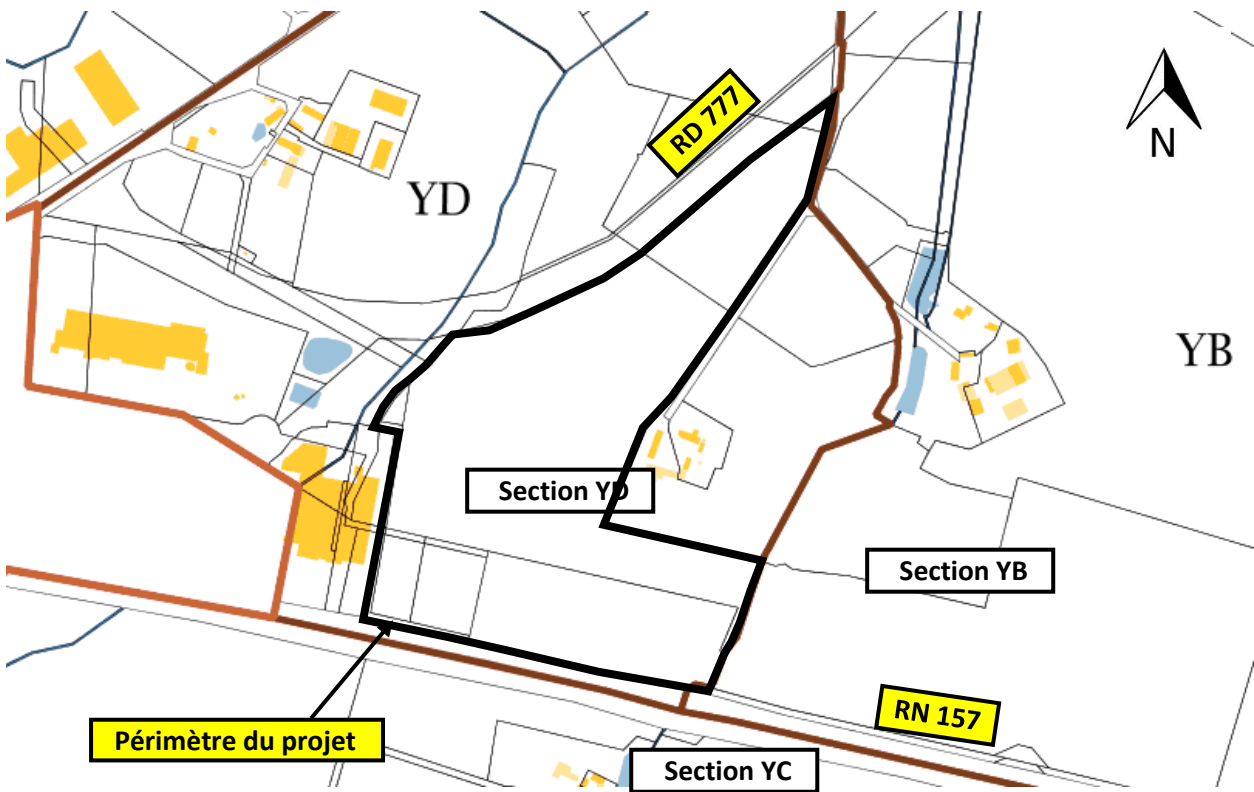 RD 777
N
YD
YB
Section YD
Section YB
RN 157
Périmètre du projet
Section YC